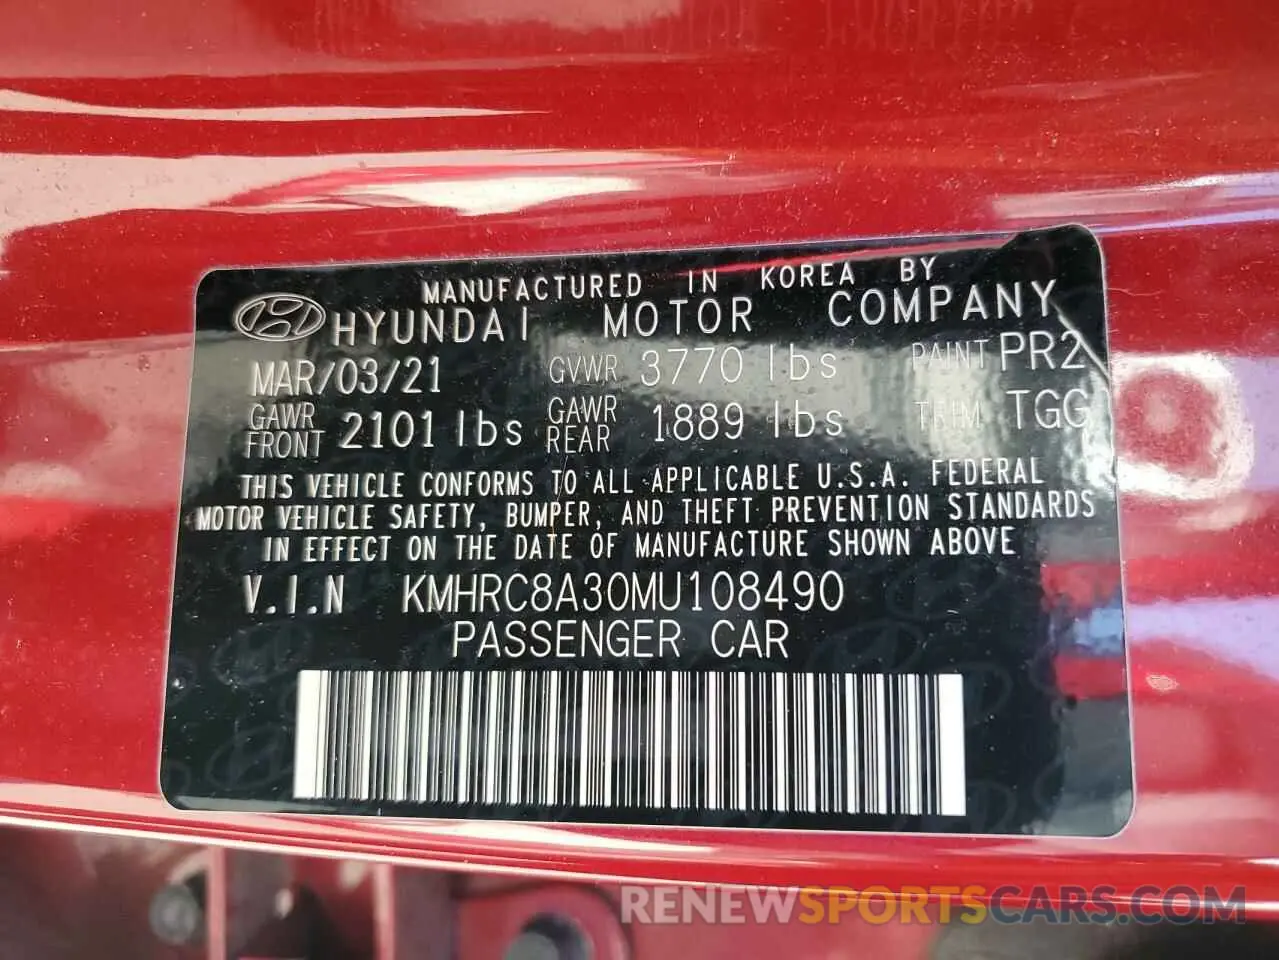 MANUFACTURED IN KOREA BY
HYUNDAI MOTOR COMPANY
MAR/03/21 GVWR 3770 lbs PAINT PR2
GAWR FRONT 2101 lbs GAWR REAR 1889 lbs TRIM TGG
THIS VEHICLE CONFORMS TO ALL APPLICABLE U.S.A. FEDERAL
MOTOR VEHICLE SAFETY, BUMPER, AND THEFT PREVENTION STANDARDS
IN EFFECT ON THE DATE OF MANUFACTURE SHOWN ABOVE
V.I.N KMHRC8A30MU108490
PASSENGER CAR
RENEWSPORTSCARS.COM